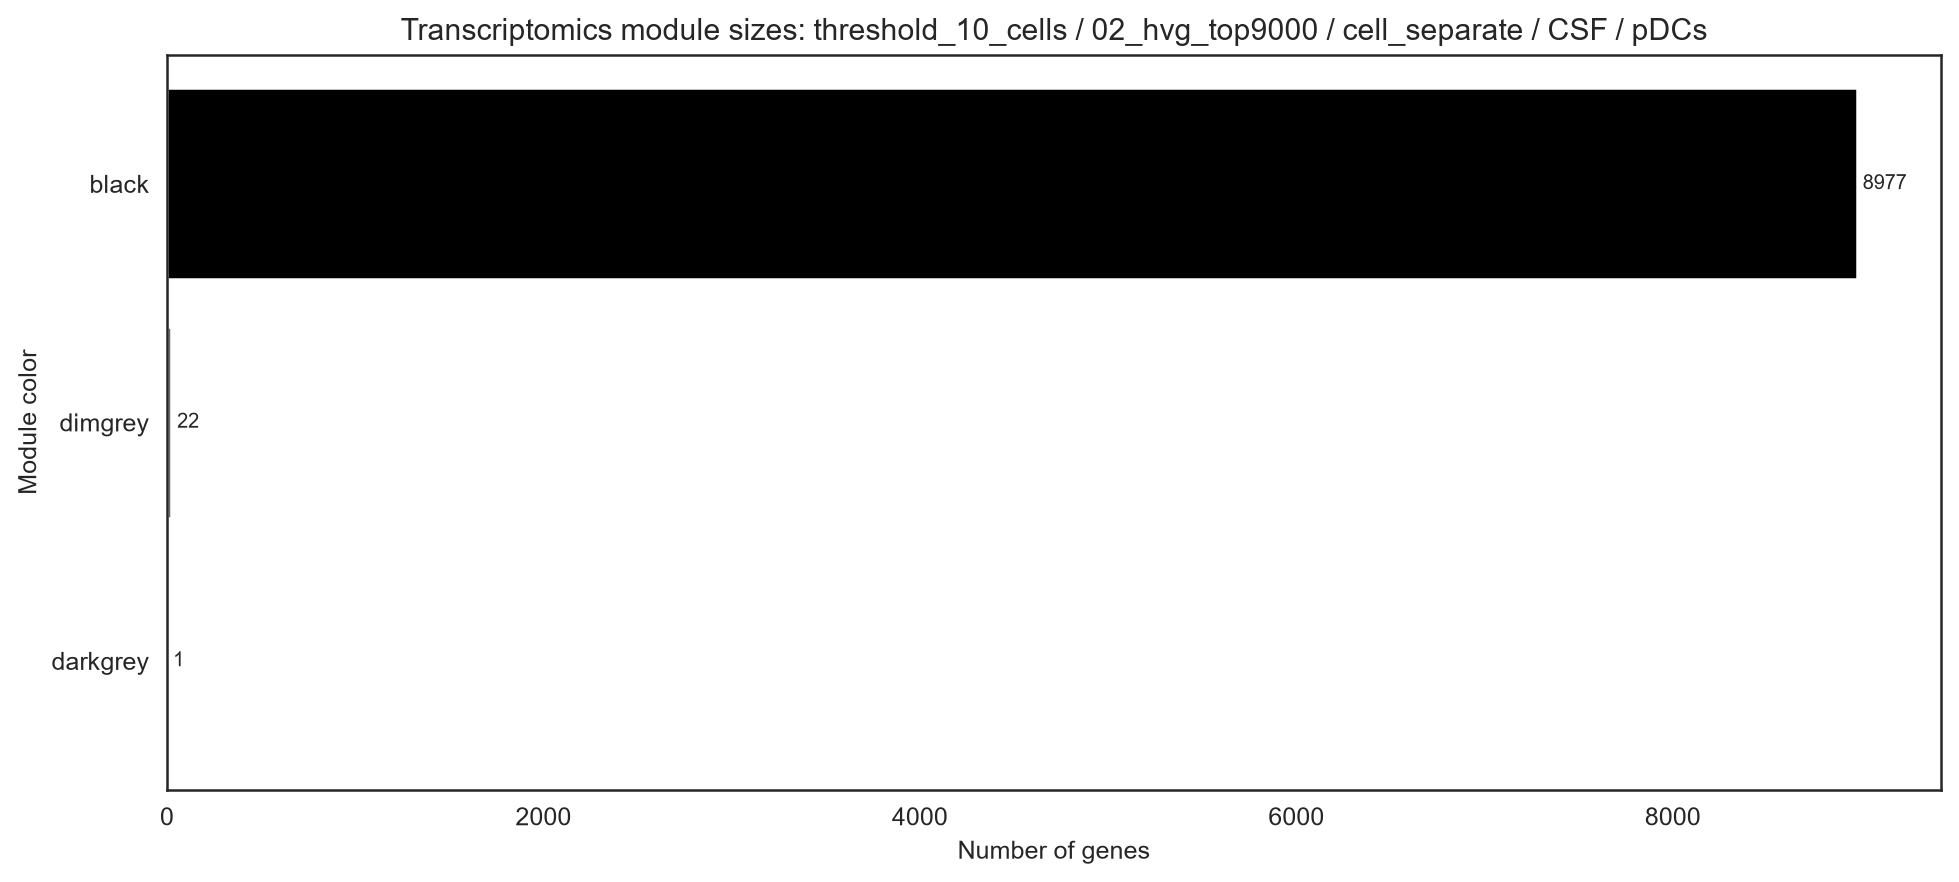 Transcriptomics module sizes: threshold_10_cells / 02_hvg_top9000 / cell_separate / CSF / pDCs
black
8977
dimgrey
22
darkgrey
1
Module color
0 2000 4000 6000 8000
Number of genes